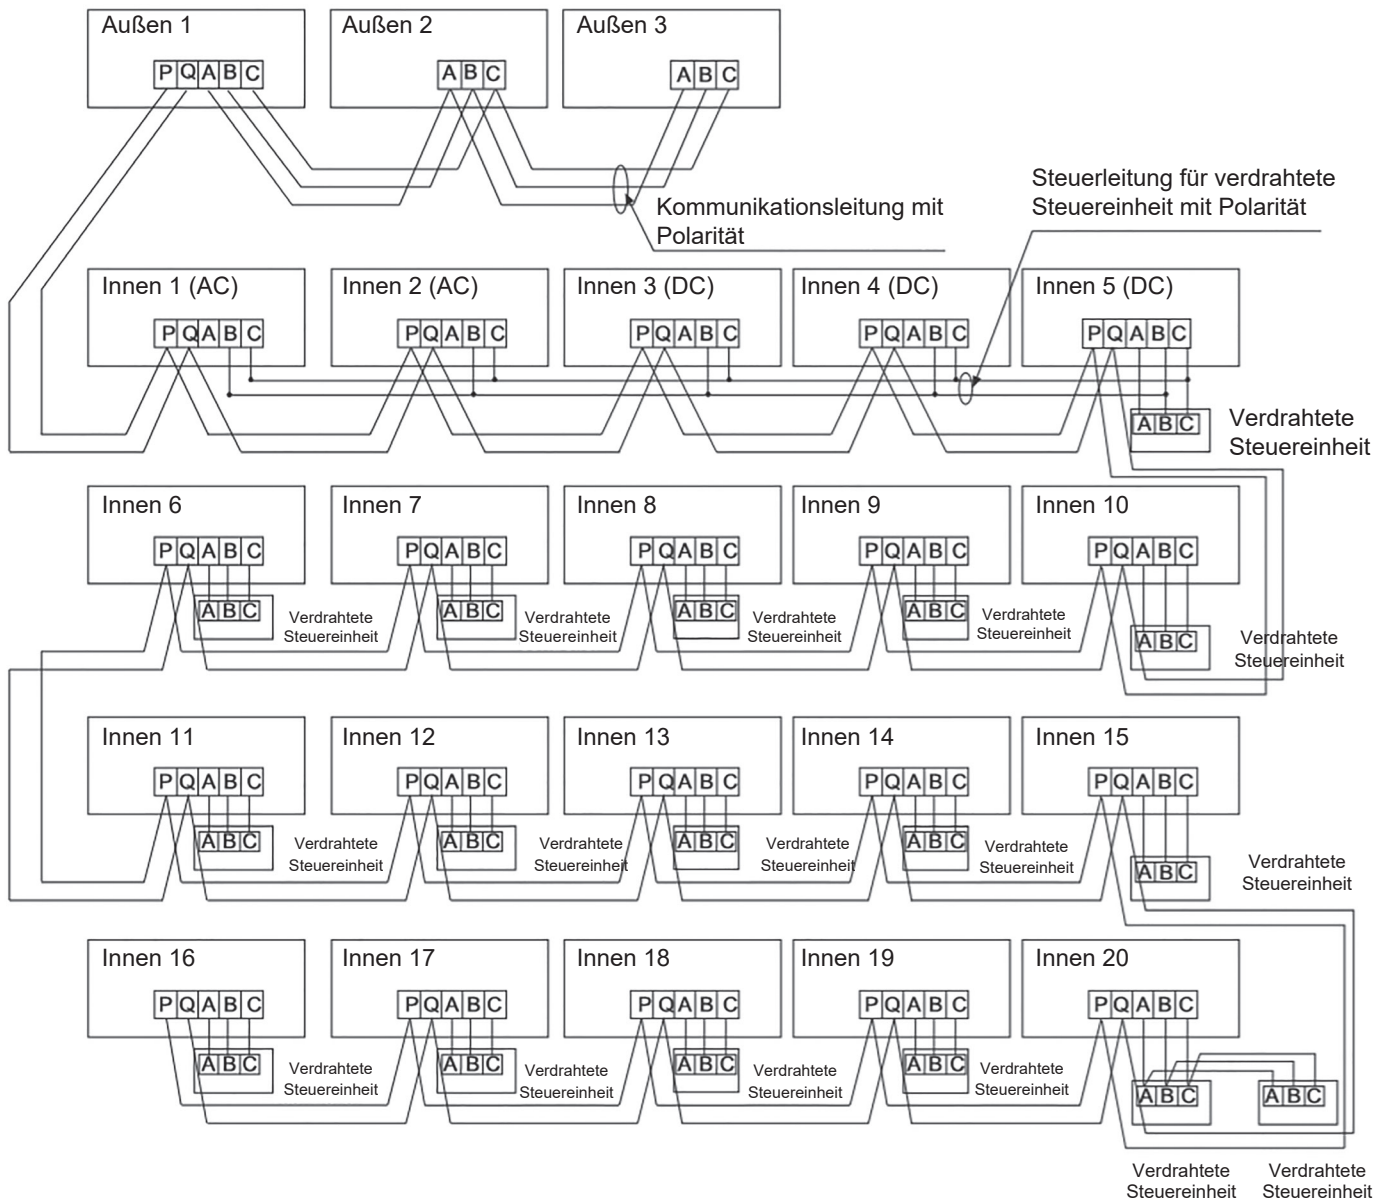 Außen 1
Außen 2
Außen 3
P Q A B C
A B C
A B C
Steuerleitung für verdrahtete
Steuereinheit mit Polarität
Kommunikationsleitung mit
Polarität
Innen 1 (AC)
Innen 2 (AC)
Innen 3 (DC)
Innen 4 (DC)
Innen 5 (DC)
P Q A B C
P Q A B C
P Q A B C
P Q A B C
P Q A B C
A B C
Verdrahtete
Steuereinheit
Innen 6
Innen 7
Innen 8
Innen 9
Innen 10
P Q A B C
P Q A B C
P Q A B C
P Q A B C
P Q A B C
A B C
Verdrahtete
Steuereinheit
A B C
Verdrahtete
Steuereinheit
A B C
Verdrahtete
Steuereinheit
A B C
Verdrahtete
Steuereinheit
A B C
Verdrahtete
Steuereinheit
Innen 11
Innen 12
Innen 13
Innen 14
Innen 15
P Q A B C
P Q A B C
P Q A B C
P Q A B C
P Q A B C
A B C
Verdrahtete
Steuereinheit
A B C
Verdrahtete
Steuereinheit
A B C
Verdrahtete
Steuereinheit
A B C
Verdrahtete
Steuereinheit
A B C
Verdrahtete
Steuereinheit
Innen 16
Innen 17
Innen 18
Innen 19
Innen 20
P Q A B C
P Q A B C
P Q A B C
P Q A B C
P Q A B C
A B C
Verdrahtete
Steuereinheit
A B C
Verdrahtete
Steuereinheit
A B C
Verdrahtete
Steuereinheit
A B C
Verdrahtete
Steuereinheit
A B C
A B C
Verdrahtete
Steuereinheit
Verdrahtete
Steuereinheit